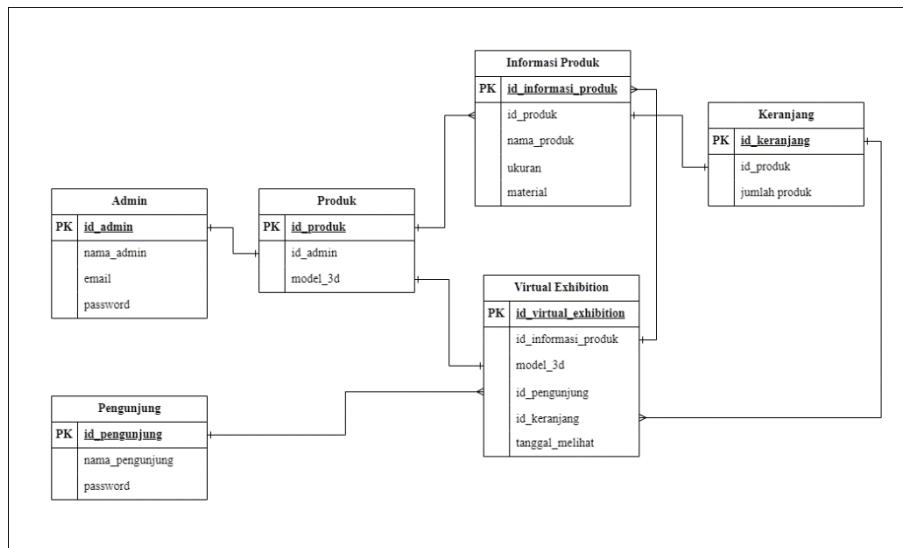 Informasi Produk
PK id_informasi_produk
id_produk
nama_produk
ukuran
material
Keranjang
PK id_keranjang
id_produk
jumlah produk
Admin
PK id_admin
nama_admin
email
password
Produk
PK id_produk
id_admin
model_3d
Virtual Exhibition
PK id_virtual_exhibition
id_informasi_produk
model_3d
id_pengunjung
id_keranjang
tanggal_melihat
Pengunjung
PK id_pengunjung
nama_pengunjung
password